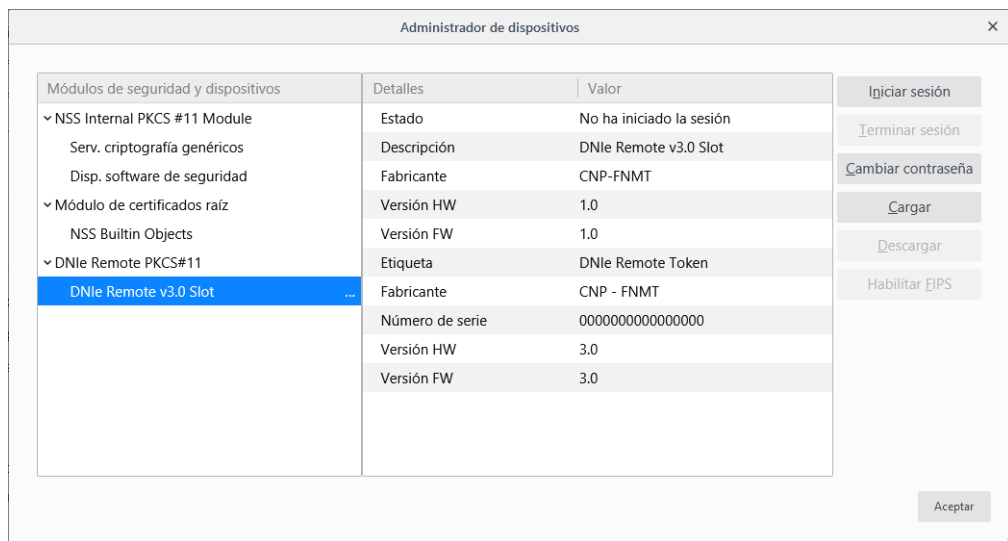 Administrador de dispositivos
Módulos de seguridad y dispositivos
Detalles
Valor
Iniciar sesión
NSS Internal PKCS #11 Module
Estado
No ha iniciado la sesión
Terminar sesión
Serv. criptografía genéricos
Descripción
DNIe Remote v3.0 Slot
Disp. software de seguridad
Fabricante
CNP-FNMT
Cambiar contraseña
Módulo de certificados raíz
Versión HW
1.0
Cargar
NSS Builtin Objects
Versión FW
1.0
Descargar
DNIe Remote PKCS#11
Etiqueta
DNIe Remote Token
DNIe Remote v3.0 Slot ...
Fabricante
CNP - FNMT
Habilitar FIPS
Número de serie
0000000000000000
Versión HW
3.0
Versión FW
3.0
Aceptar